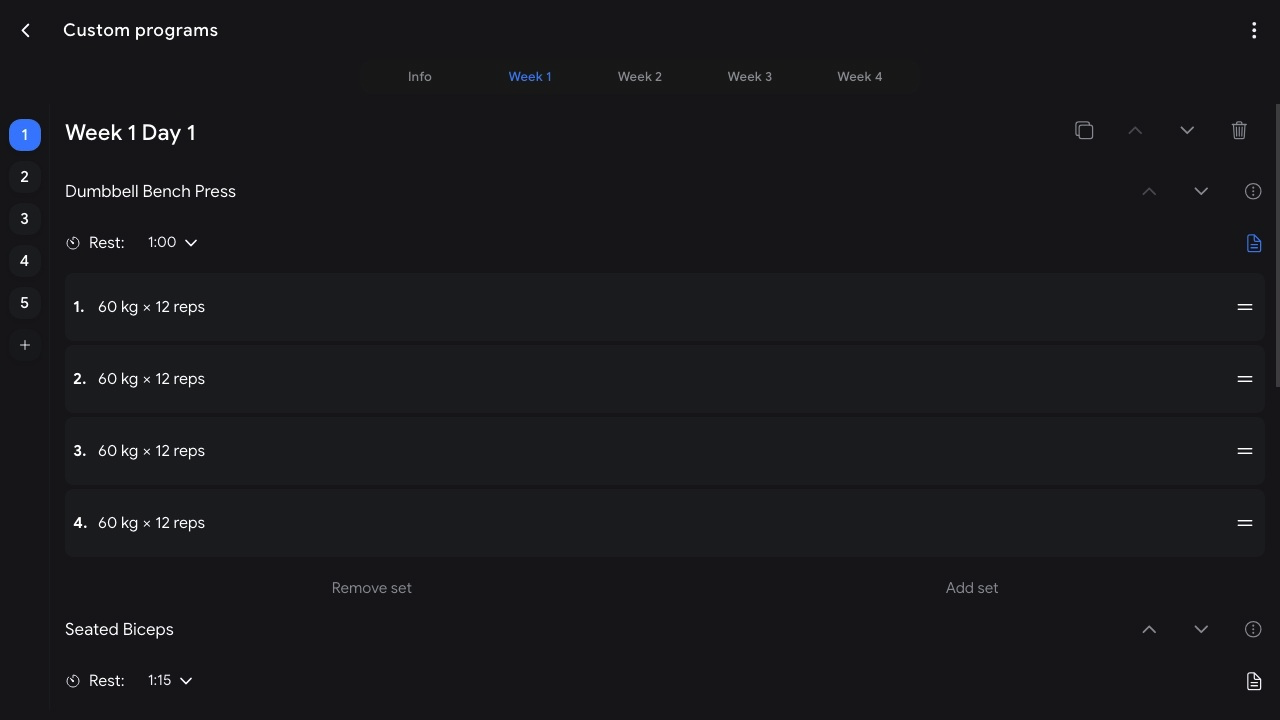 Custom programs
Info Week 1 Week 2 Week 3 Week 4
1
2
3
4
5
+
Week 1 Day 1
Dumbbell Bench Press
Rest: 1:00
1. 60 kg × 12 reps
2. 60 kg × 12 reps
3. 60 kg × 12 reps
4. 60 kg × 12 reps
Remove set Add set
Seated Biceps
Rest: 1:15